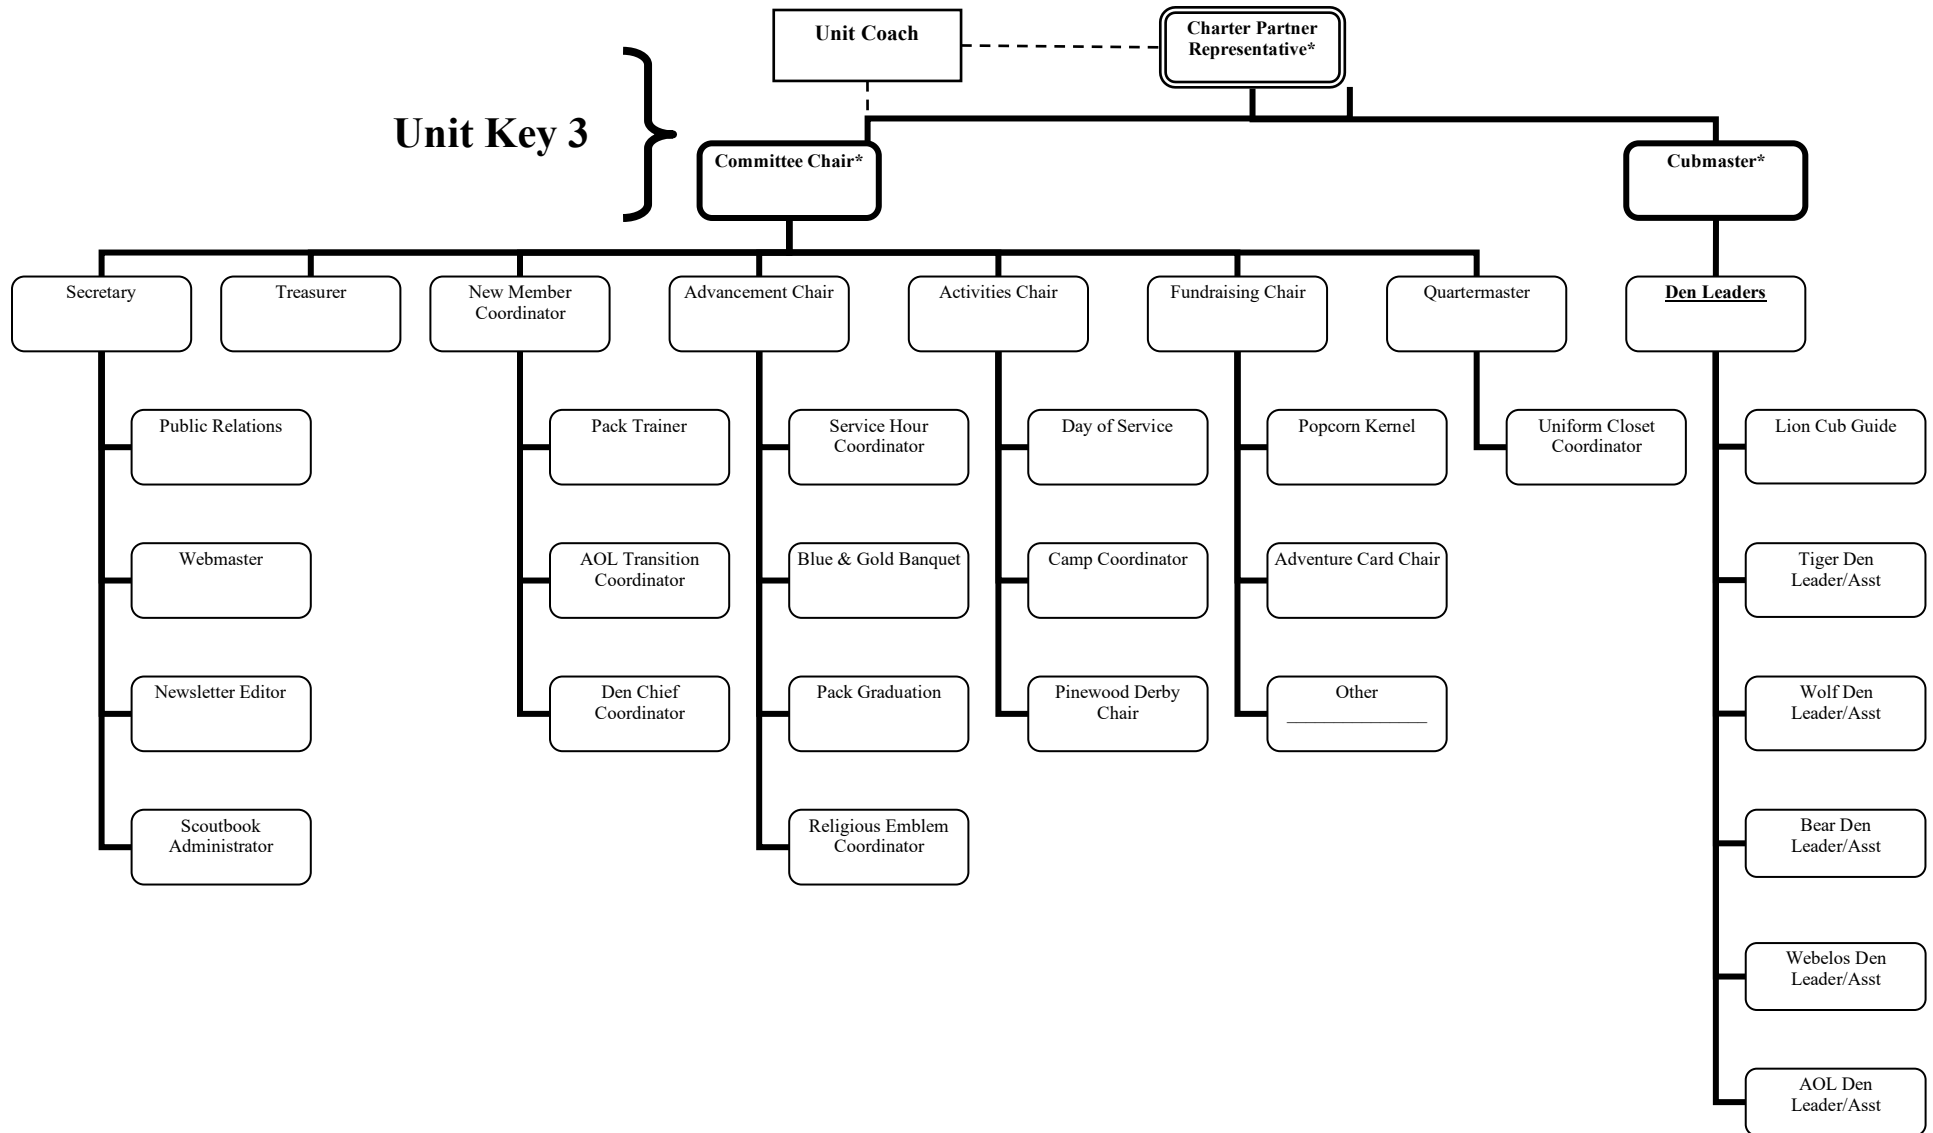 Unit Coach
Charter Partner
Representative*
Unit Key 3
Committee Chair*
Cubmaster*
Secretary
Treasurer
New Member
Coordinator
Advancement Chair
Activities Chair
Fundraising Chair
Quartermaster
Den Leaders
Public Relations
Pack Trainer
Service Hour
Coordinator
Day of Service
Popcorn Kernel
Uniform Closet
Coordinator
Lion Cub Guide
Webmaster
AOL Transition
Coordinator
Blue & Gold Banquet
Camp Coordinator
Adventure Card Chair
Tiger Den
Leader/Asst
Newsletter Editor
Den Chief
Coordinator
Pack Graduation
Pinewood Derby
Chair
Other
Wolf Den
Leader/Asst
Scoutbook
Administrator
Religious Emblem
Coordinator
Bear Den
Leader/Asst
Webelos Den
Leader/Asst
AOL Den
Leader/Asst